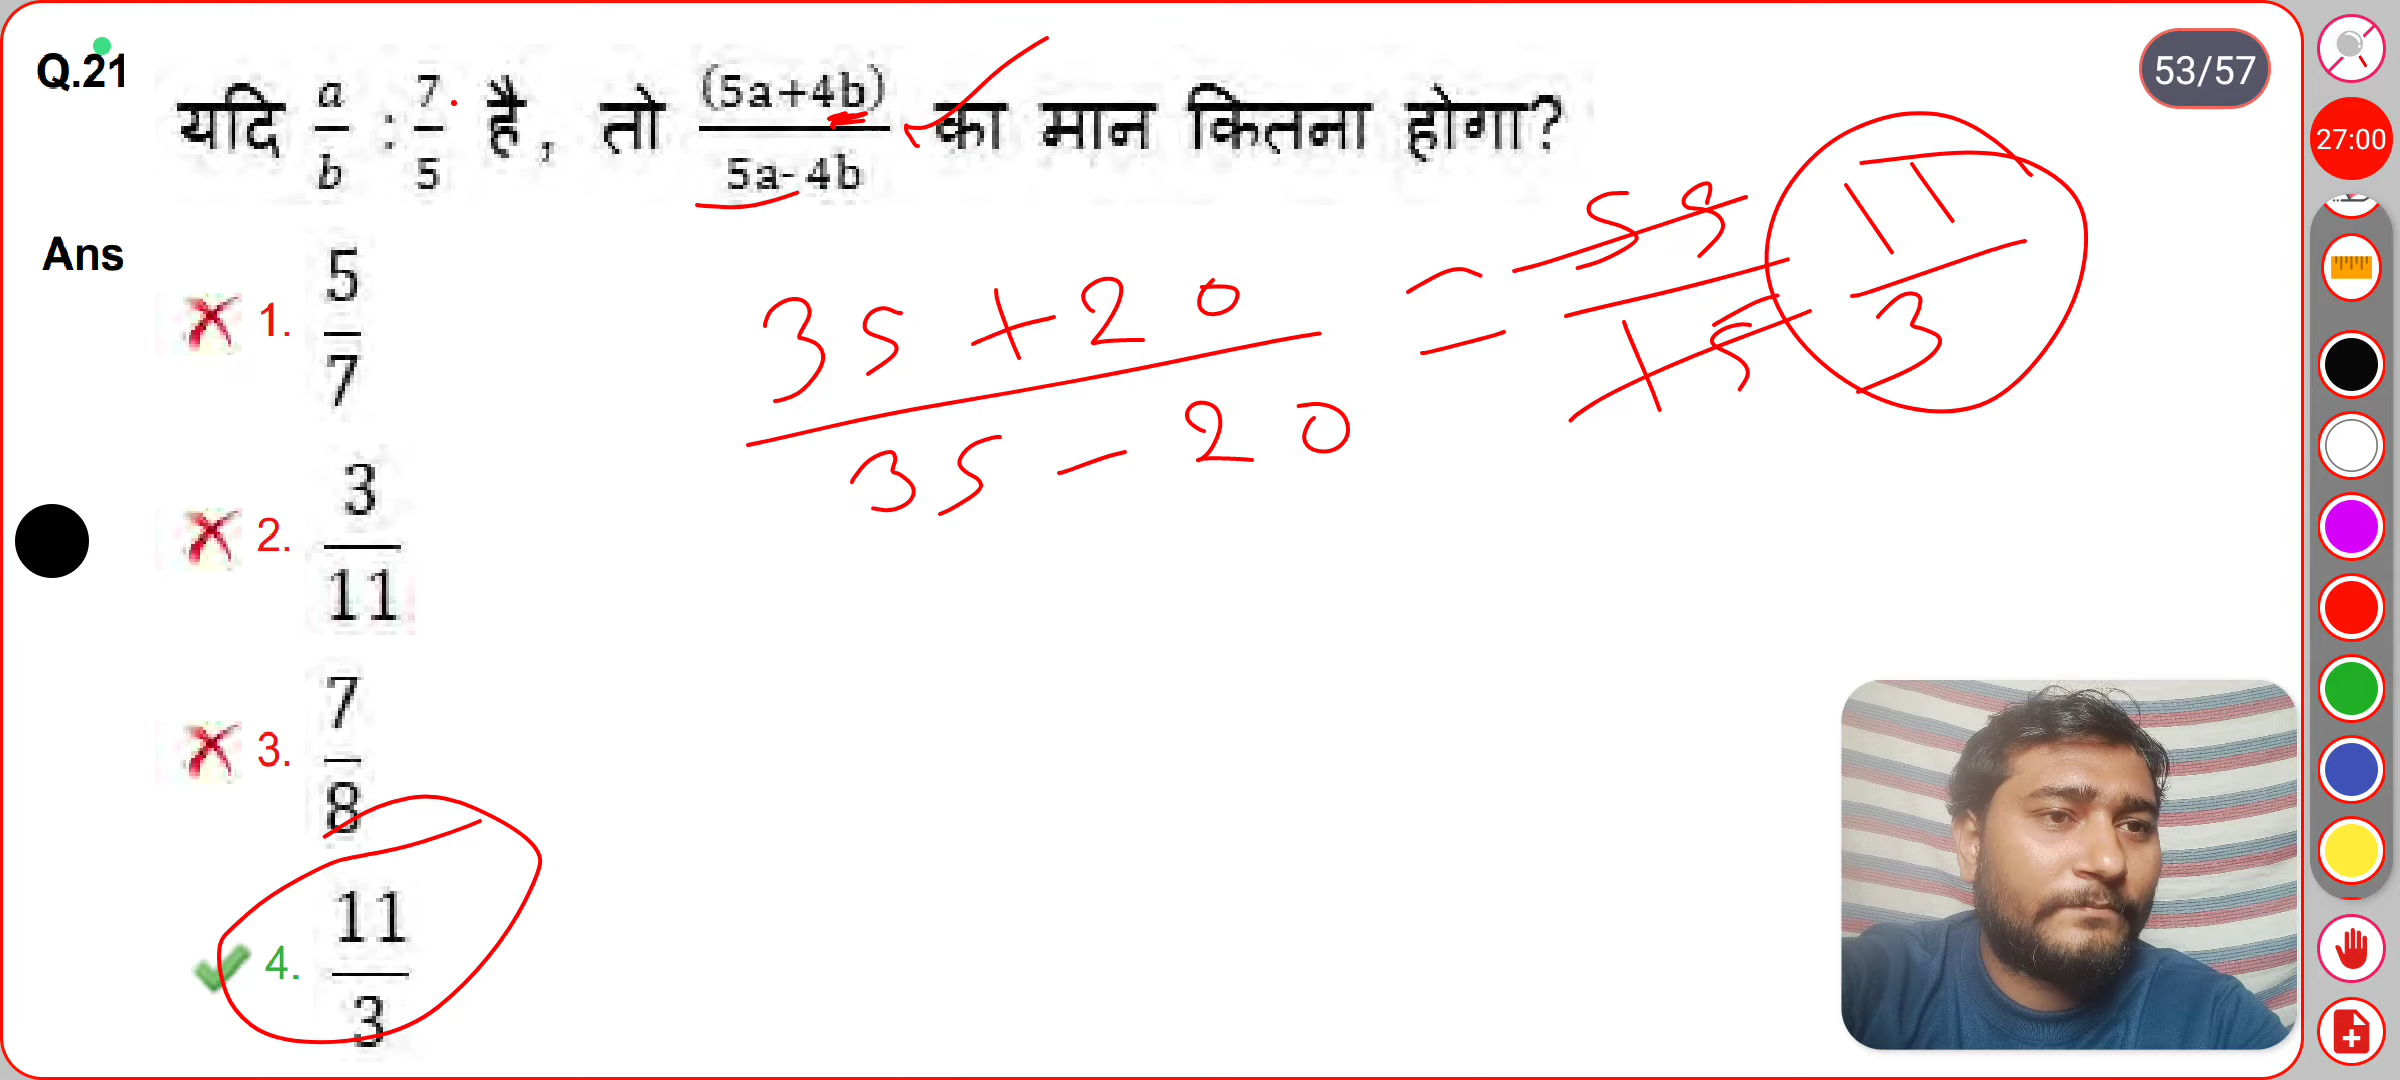 Q.21 यदि a/b : 7/5 है, तो (5a+4b)/5a-4b का मान कितना होगा?
53/57
27:00
Ans
1. 5/7
2. 3/11
3. 7/8
4. 11/3
35+20/35-20 = 55/15 11/3